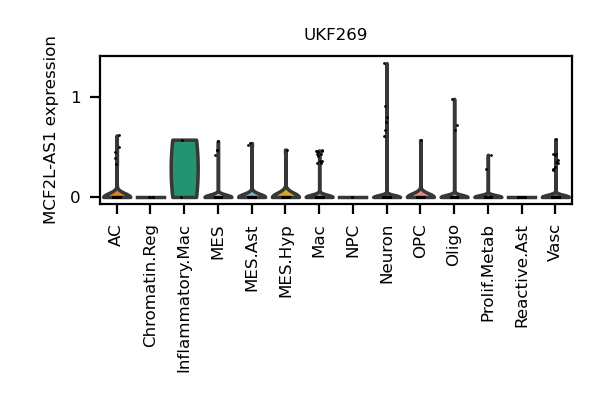 UKF269
MCF2L-AS1 expression
1
0
AC
Chromatin.Reg
Inflammatory.Mac
MES
MES.Ast
MES.Hyp
Mac
NPC
Neuron
OPC
Oligo
Prolif.Metab
Reactive.Ast
Vasc